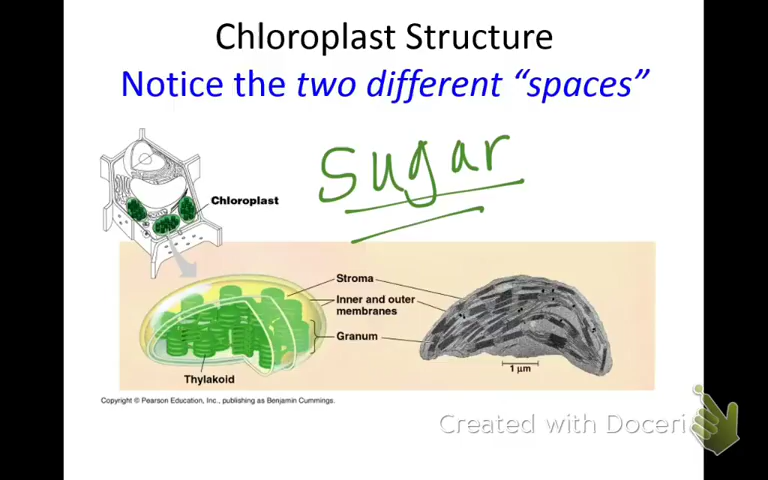 Chloroplast Structure
Notice the two different “spaces”
sugar
Chloroplast
Stroma
Inner and outer
membranes
Granum
Thylakoid
1 μm
Copyright © Pearson Education, Inc., publishing as Benjamin Cummings.
Created with Doceri